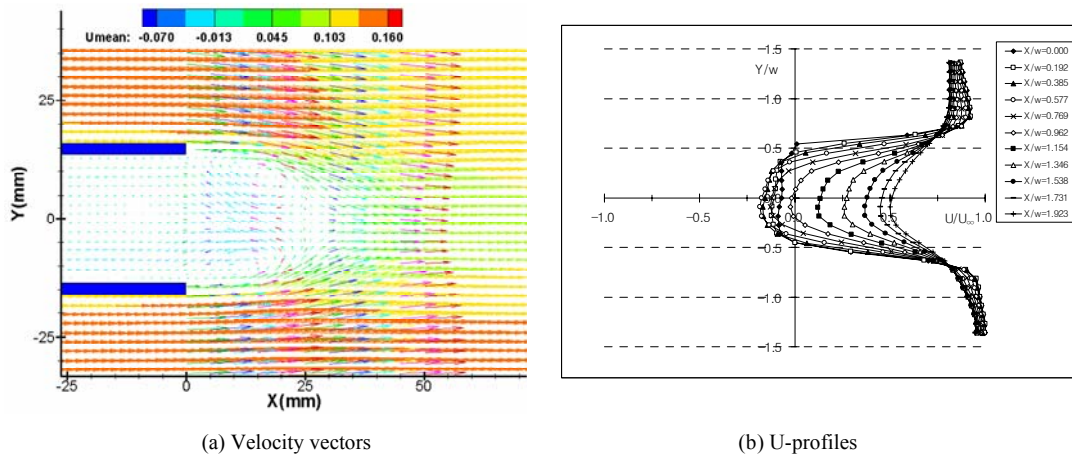 Umean: -0.070 -0.013 0.045 0.103 0.160
Y(mm)
25
0
-25
-25 0 25 50
X(mm)
(a) Velocity vectors
1.5
Y/w
1.0
0.5
-1.0 -0.5 0.00 0.5 1.0
U/U∞
-0.5
-1.0
-1.5
X/w=0.000
X/w=0.192
X/w=0.385
X/w=0.577
X/w=0.769
X/w=0.962
X/w=1.154
X/w=1.346
X/w=1.538
X/w=1.731
X/w=1.923
(b) U-profiles